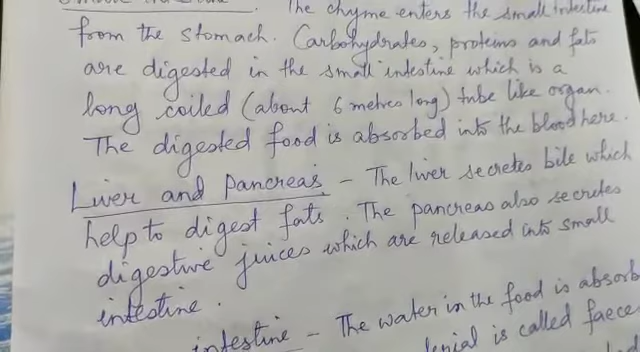 The chyme enters the small intestine
from the stomach. Carbohydrates, proteins and fats
are digested in the small intestine which is a
long coiled (about 6 metres long) tube like organ.
The digested food is absorbed into the blood here.
Liver and Pancreas - The liver secretes bile which
help to digest fats. The pancreas also secretes
digestive juices which are released into small
intestine.
intestine - The water in the food is absorb
is called faece